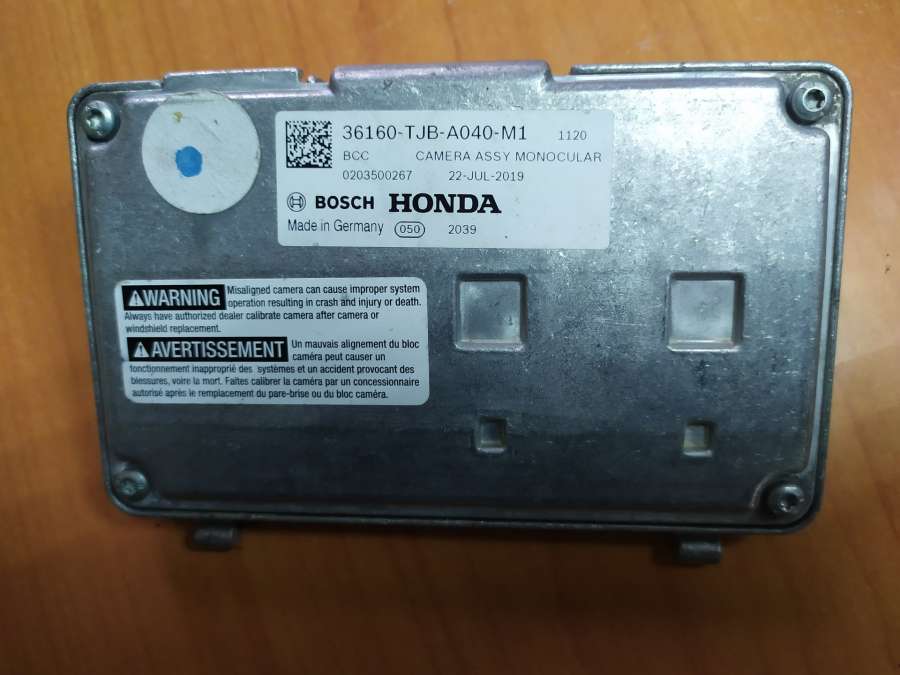 36160-TJB-A040-M1 1120
BCC CAMERA ASSY MONOCULAR
0203500267 22-JUL-2019
BOSCH HONDA
Made in Germany 050 2039
WARNING Misaligned camera can cause improper system
operation resulting in crash and injury or death.
Always have authorized dealer calibrate camera after camera or
windshield replacement.
AVERTISSEMENT Un mauvais alignement du bloc
caméra peut causer un
fonctionnement inapproprié des systèmes et un accident provocant des
blessures, voire la mort. Faites calibrer la caméra par un concessionnaire
autorisé après le remplacement du pare-brise ou du bloc caméra.